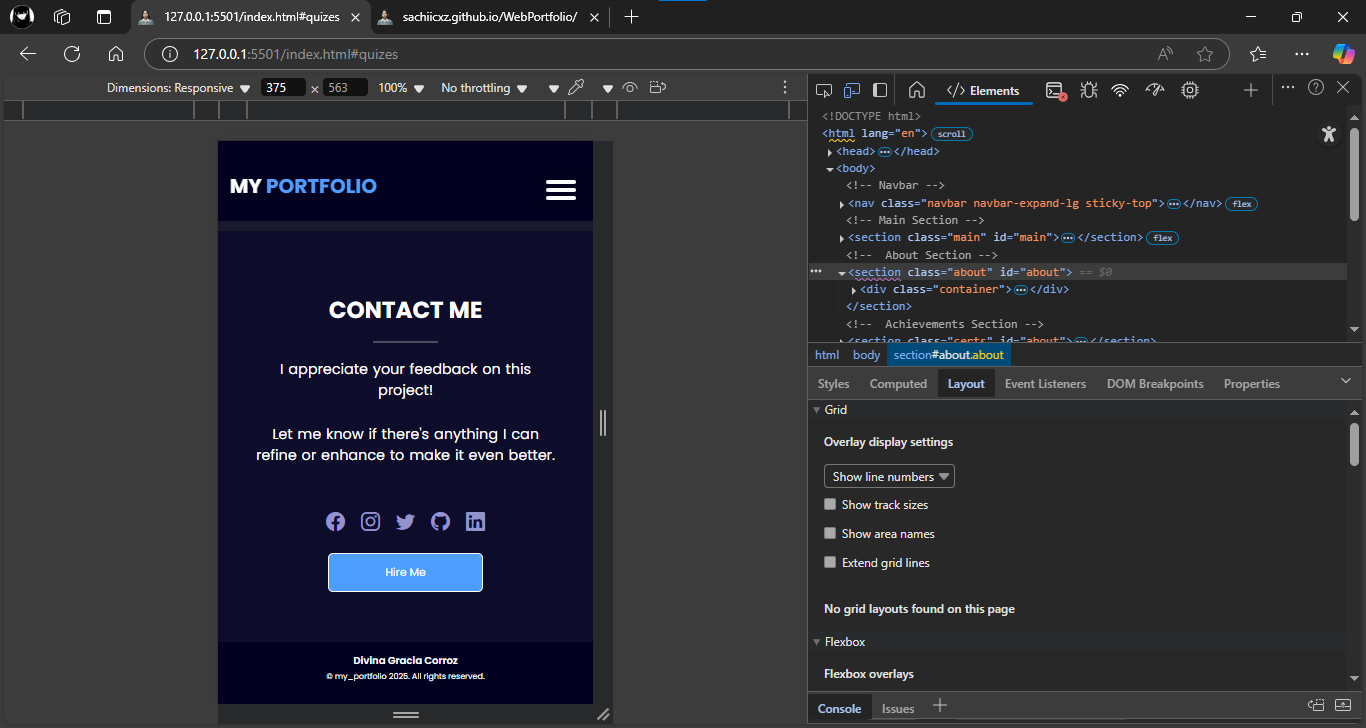 127.0.0.1:5501/index.html#quizes
sachiicxz.github.io/WebPortfolio/
127.0.0.1:5501/index.html#quizes
Dimensions: Responsive 375 x 563 100% No throttling
MY PORTFOLIO
CONTACT ME
I appreciate your feedback on this
project!
Let me know if there's anything I can
refine or enhance to make it even better.
Hire Me
Divina Gracia Corroz
© my_portfolio 2025. All rights reserved.
Elements
<!DOCTYPE html>
<html lang="en"> scroll
<head> ••• </head>
<body>
<!-- Navbar -->
<nav class="navbar navbar-expand-lg sticky-top"> ••• </nav> flex
<!-- Main Section -->
<section class="main" id="main"> ••• </section> flex
<!--  About Section -->
••• <section class="about" id="about"> == $0
<div class="container"> ••• </div>
</section>
<!--  Achievements Section -->
<section class="certs" id="about"> ••• </section>
html body section#about.about
Styles Computed Layout Event Listeners DOM Breakpoints Properties
Grid
Overlay display settings
Show line numbers
Show track sizes
Show area names
Extend grid lines
No grid layouts found on this page
Flexbox
Flexbox overlays
Console Issues